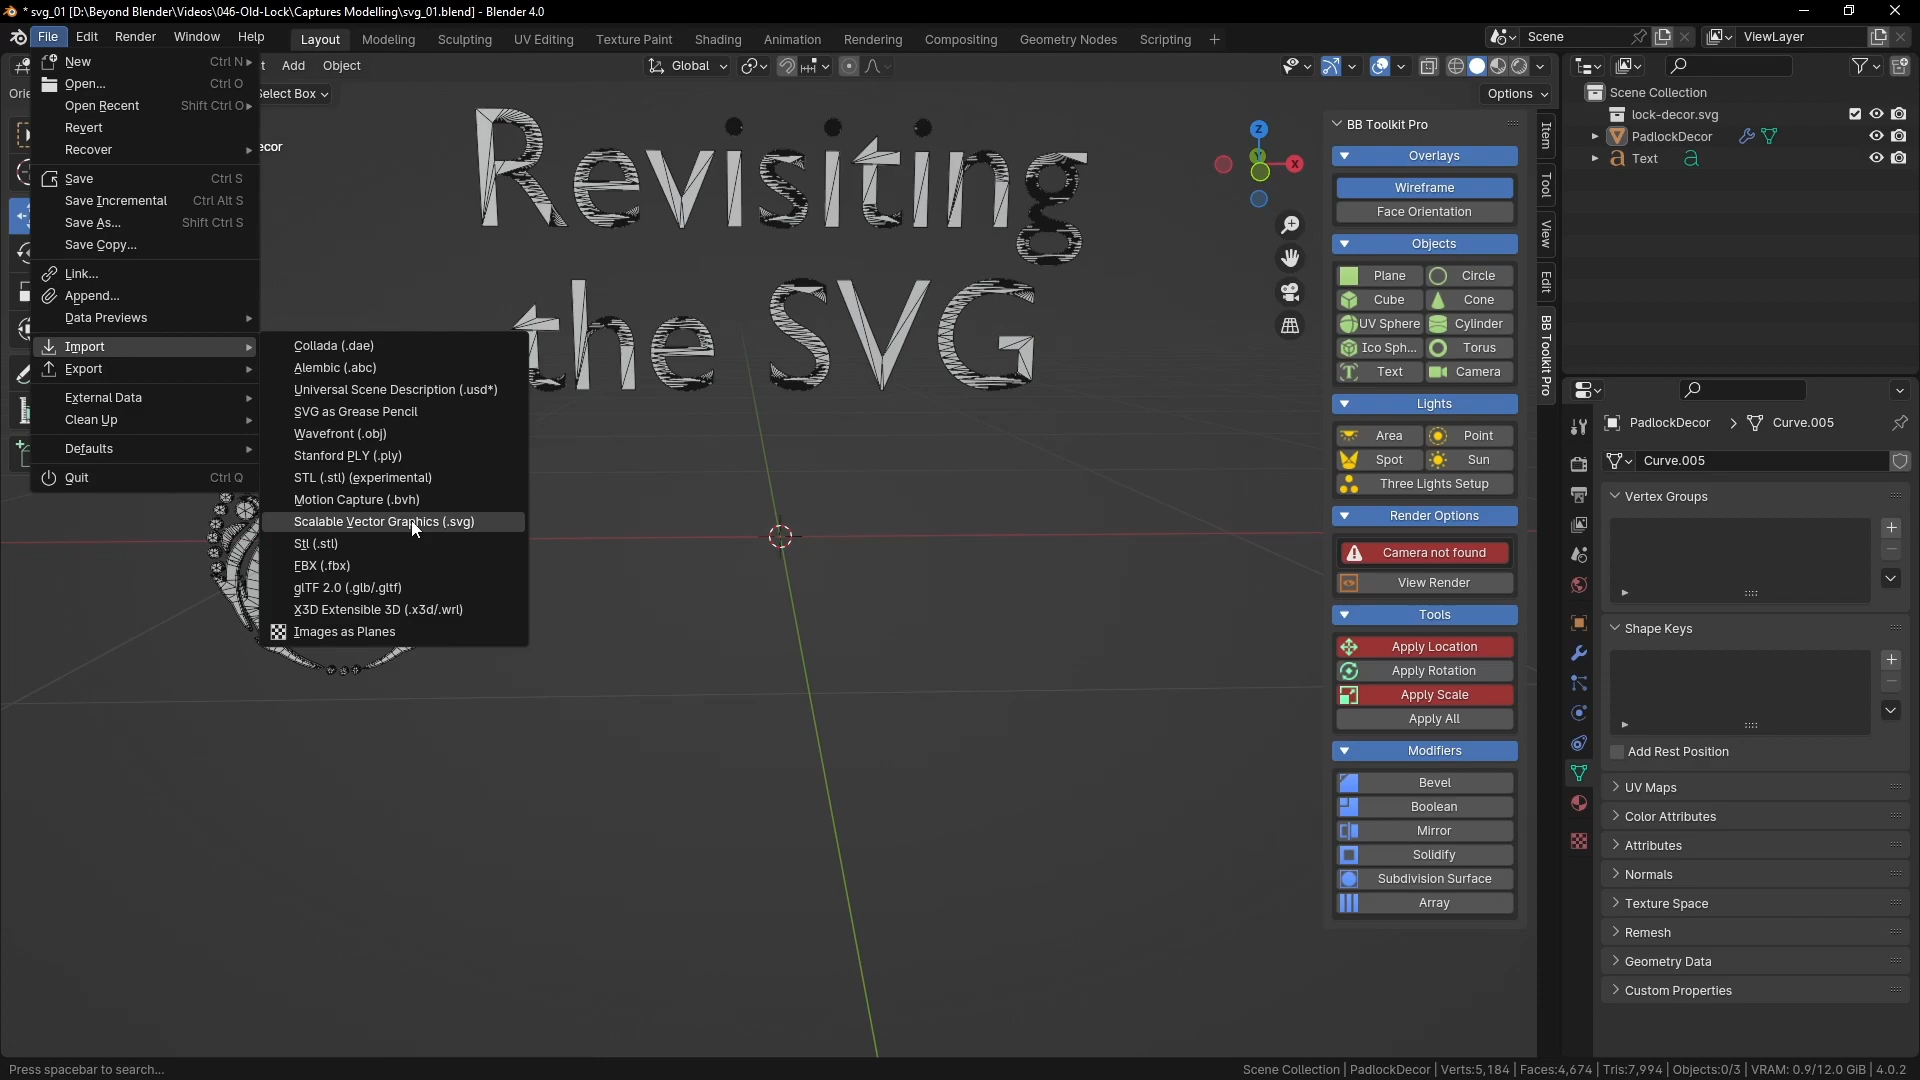 * svg_01 [D:\Beyond Blender\Videos\046-Old-Lock\Captures Modelling\svg_01.blend] - Blender 4.0
File Edit Render Window Help
Layout Modeling Sculpting UV Editing Texture Paint Shading Animation Rendering Compositing Geometry Nodes Scripting +
Scene
ViewLayer
New Ctrl N
Open... Ctrl O
Open Recent Shift Ctrl O
Revert
Recover
Save Ctrl S
Save Incremental Ctrl Alt S
Save As... Shift Ctrl S
Save Copy...
Link...
Append...
Data Previews
Import
Export
External Data
Clean Up
Defaults
Quit Ctrl Q
Collada (.dae)
Alembic (.abc)
Universal Scene Description (.usd*)
SVG as Grease Pencil
Wavefront (.obj)
Stanford PLY (.ply)
STL (.stl) (experimental)
Motion Capture (.bvh)
Scalable Vector Graphics (.svg)
Stl (.stl)
FBX (.fbx)
glTF 2.0 (.glb/.gltf)
X3D Extensible 3D (.x3d/.wrl)
Images as Planes
t Add Object
Global
Orie
Select Box
Options
ecor
Revisiting
the SVG
Z
Y
X
BB Toolkit Pro
Overlays
Wireframe
Face Orientation
Objects
Plane Circle
Cube Cone
UV Sphere Cylinder
Ico Sph... Torus
Text Camera
Lights
Area Point
Spot Sun
Three Lights Setup
Render Options
Camera not found
View Render
Tools
Apply Location
Apply Rotation
Apply Scale
Apply All
Modifiers
Bevel
Boolean
Mirror
Solidify
Subdivision Surface
Array
Item
Tool
View
Edit
BB Toolkit Pro
Scene Collection
lock-decor.svg
PadlockDecor
Text
PadlockDecor > Curve.005
Curve.005
Vertex Groups
Shape Keys
Add Rest Position
UV Maps
Color Attributes
Attributes
Normals
Texture Space
Remesh
Geometry Data
Custom Properties
Press spacebar to search...
Scene Collection | PadlockDecor | Verts:5,184 | Faces:4,674 | Tris:7,994 | Objects:0/3 | VRAM: 0.9/12.0 GiB | 4.0.2